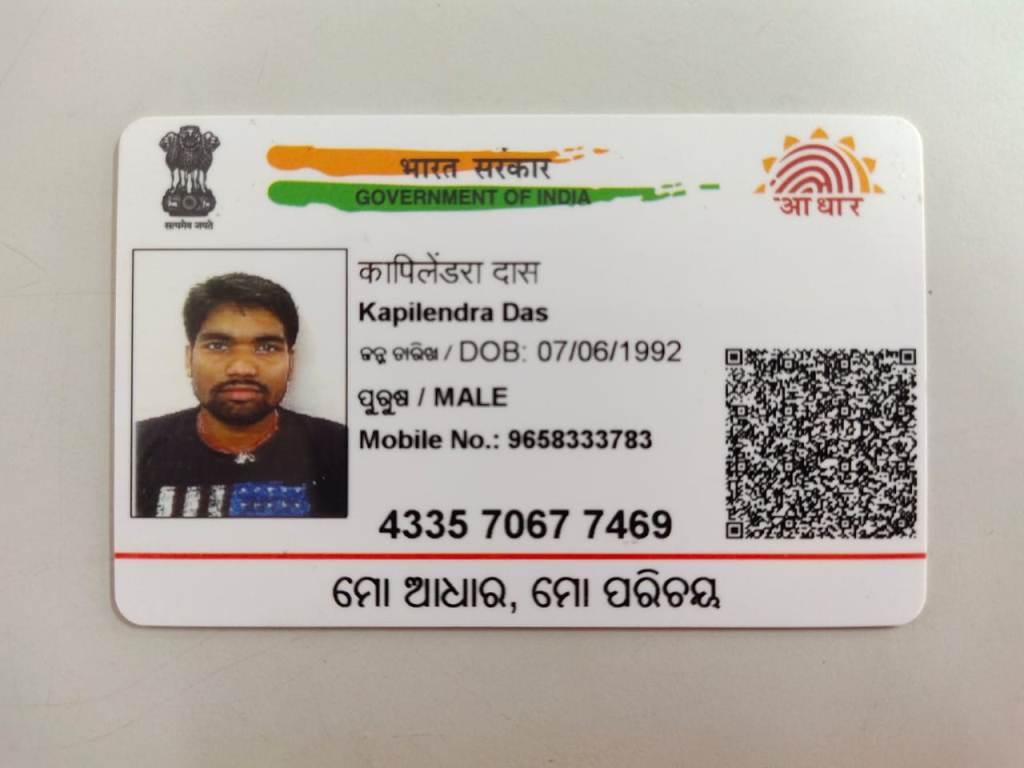 भारत सरकार
GOVERNMENT OF INDIA
आधार
सत्यमेव जयते
कापिलेंडरा दास
Kapilendra Das
ଜନ୍ମ ତାରିଖ / DOB: 07/06/1992
ପୁରୁଷ / MALE
Mobile No.: 9658333783
4335 7067 7469
ମୋ ଆଧାର, ମୋ ପରିଚୟ